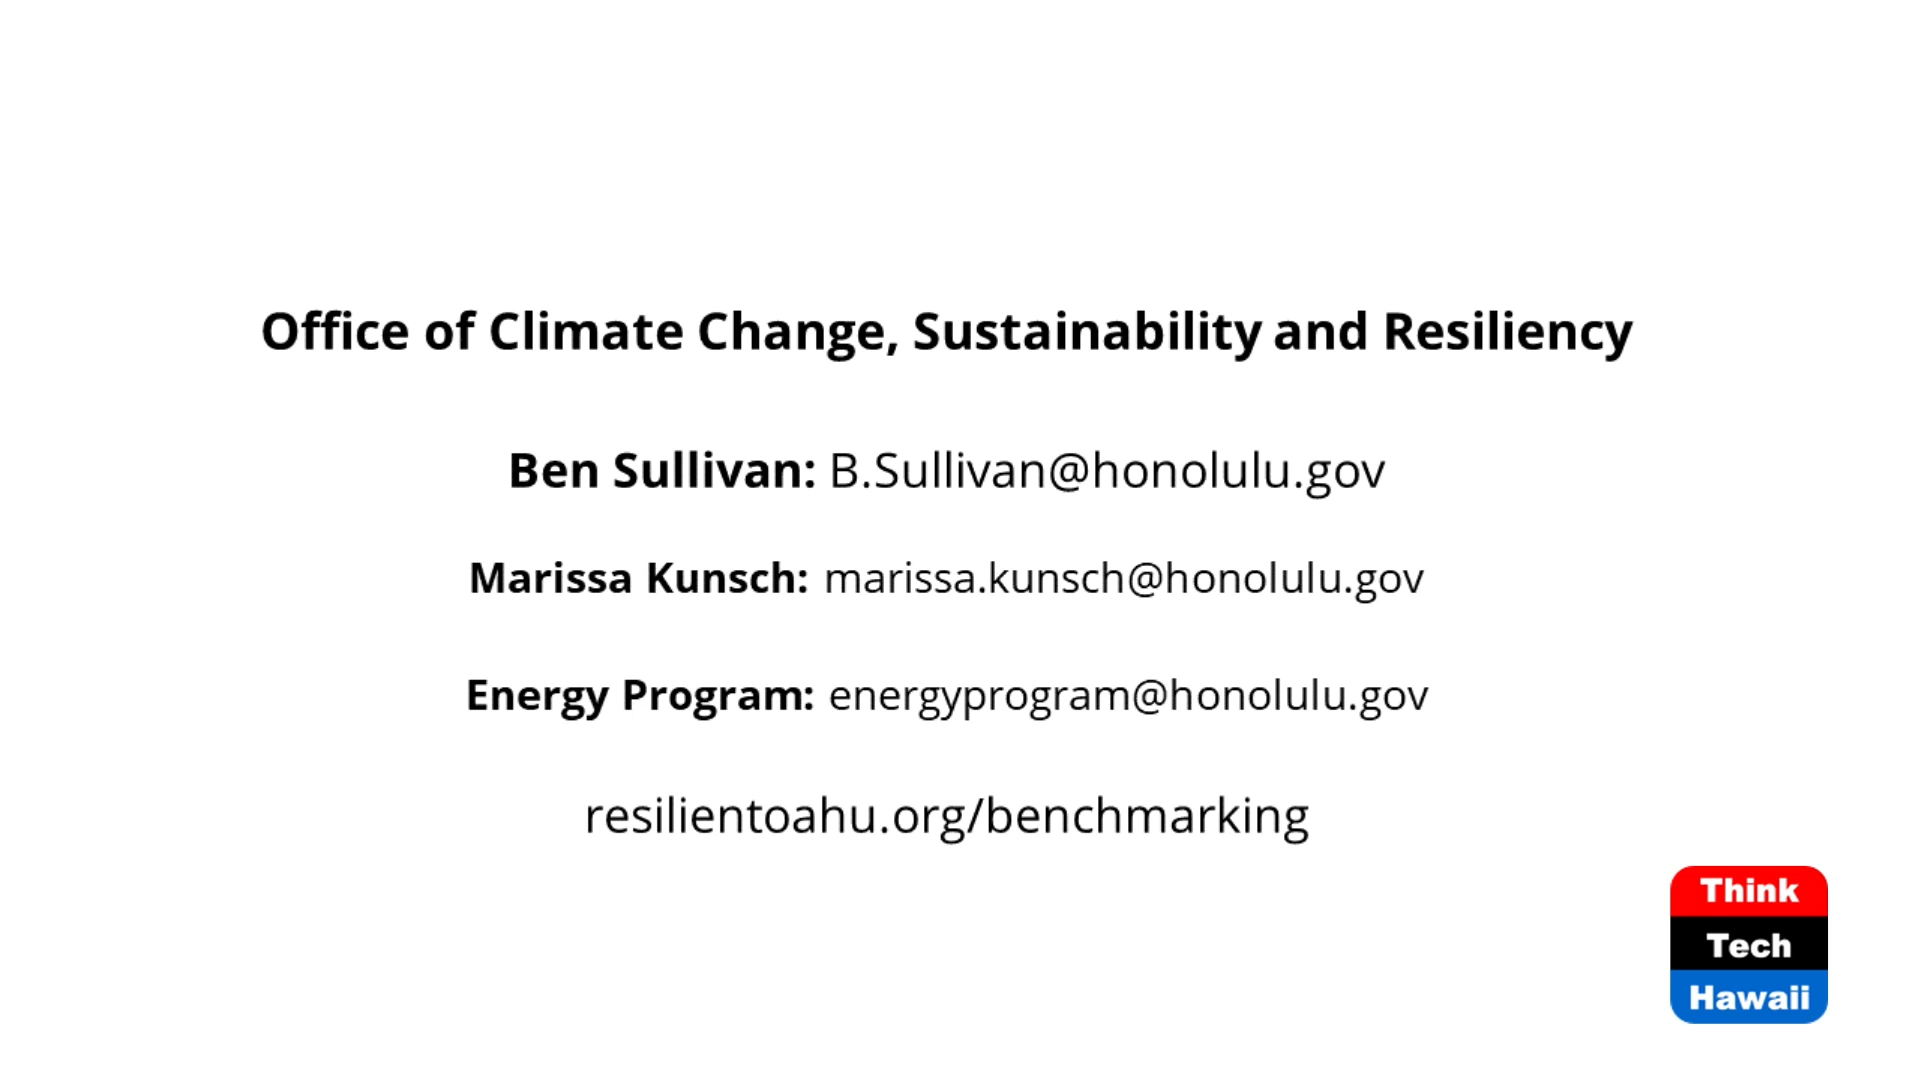 Office of Climate Change, Sustainability and Resiliency
Ben Sullivan: B.Sullivan@honolulu.gov
Marissa Kunsch: marissa.kunsch@honolulu.gov
Energy Program: energyprogram@honolulu.gov
resilientoahu.org/benchmarking
Think
Tech
Hawaii